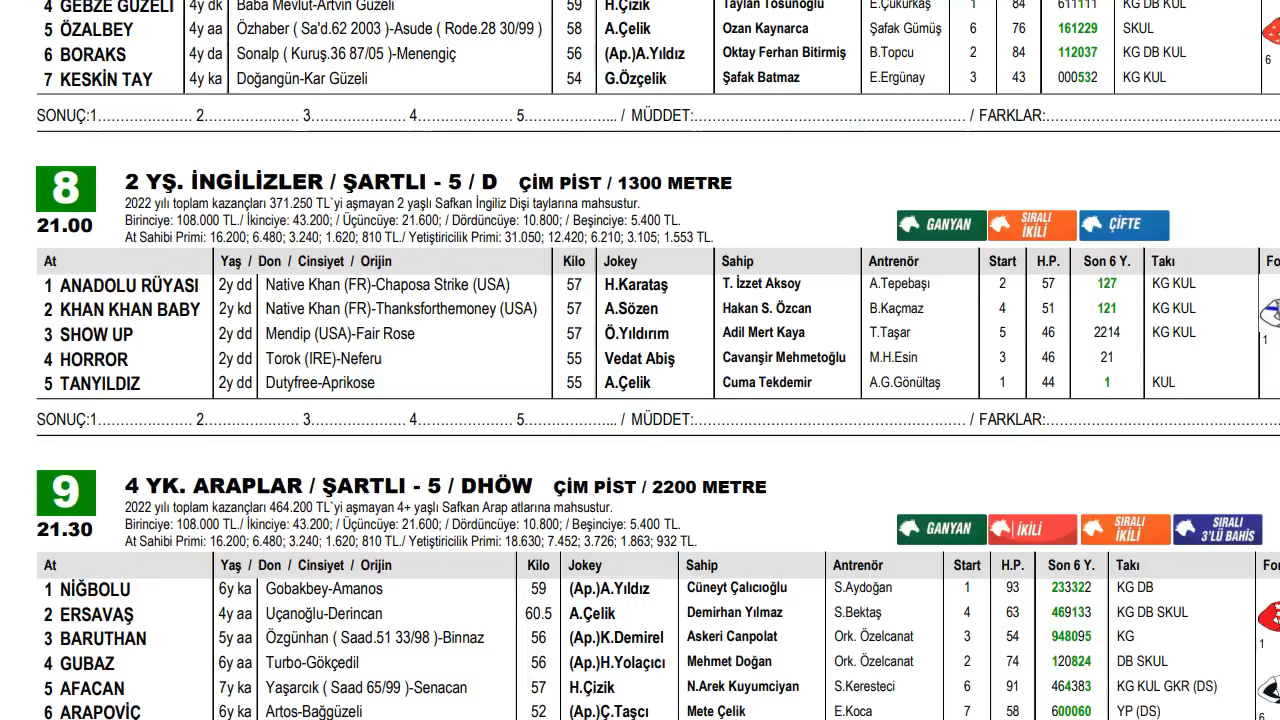 4 GEBZE GÜZELİ 4y dk Baba Mevlut-Artvin Güzeli 59 H.Çizik Taylan Tosunoğlu E.Çukurkaş 1 84 611111 KG DB KUL
5 ÖZALBEY 4y aa Özhaber ( Sa'd.62 2003 )-Asude ( Rode.28 30/99 ) 58 A.Çelik Ozan Kaynarca Şafak Gümüş 6 76 161229 SKUL
6 BORAKS 4y da Sonalp ( Kuruş.36 87/05 )-Menengiç 56 (Ap.)A.Yıldız Oktay Ferhan Bitirmiş B.Topcu 2 84 112037 KG DB KUL 6
7 KESKİN TAY 4y ka Doğangün-Kar Güzeli 54 G.Özçelik Şafak Batmaz E.Ergünay 3 43 000532 KG KUL
SONUÇ:1........................ 2........................ 3........................ 4........................ 5...................... / MÜDDET:................................................................ / FARKLAR:......................................................
8 2 YŞ. İNGİLİZLER / ŞARTLI - 5 / D ÇİM PİST / 1300 METRE
2022 yılı toplam kazançları 371.250 TL`yi aşmayan 2 yaşlı Safkan İngiliz Dişi taylarına mahsustur.
21.00 Birinciye: 108.000 TL./ İkinciye: 43.200; / Üçüncüye: 21.600; / Dördüncüye: 10.800; / Beşinciye: 5.400 TL. GANYAN SIRALI İKİLİ ÇİFTE
At Sahibi Primi: 16.200; 6.480; 3.240; 1.620; 810 TL./ Yetiştiricilik Primi: 31.050; 12.420; 6.210; 3.105; 1.553 TL.
At Yaş / Don / Cinsiyet / Orijin Kilo Jokey Sahip Antrenör Start H.P. Son 6 Y. Takı Fo
1 ANADOLU RÜYASI 2y dd Native Khan (FR)-Chaposa Strike (USA) 57 H.Karataş T. İzzet Aksoy A.Tepebaşı 2 57 127 KG KUL
2 KHAN KHAN BABY 2y kd Native Khan (FR)-Thanksforthemoney (USA) 57 A.Sözen Hakan S. Özcan B.Kaçmaz 4 51 121 KG KUL
3 SHOW UP 2y dd Mendip (USA)-Fair Rose 57 Ö.Yıldırım Adil Mert Kaya T.Taşar 5 46 2214 KG KUL 1
4 HORROR 2y dd Torok (IRE)-Neferu 55 Vedat Abiş Cavanşir Mehmetoğlu M.H.Esin 3 46 21
5 TANYILDIZ 2y dd Dutyfree-Aprikose 55 A.Çelik Cuma Tekdemir A.G.Gönültaş 1 44 1 KUL
SONUÇ:1........................ 2........................ 3........................ 4........................ 5...................... / MÜDDET:................................................................ / FARKLAR:......................................................
9 4 YK. ARAPLAR / ŞARTLI - 5 / DHÖW ÇİM PİST / 2200 METRE
2022 yılı toplam kazançları 464.200 TL`yi aşmayan 4+ yaşlı Safkan Arap atlarına mahsustur.
21.30 Birinciye: 108.000 TL./ İkinciye: 43.200; / Üçüncüye: 21.600; / Dördüncüye: 10.800; / Beşinciye: 5.400 TL. GANYAN İKİLİ SIRALI İKİLİ SIRALI 3'LÜ BAHİS
At Sahibi Primi: 16.200; 6.480; 3.240; 1.620; 810 TL./ Yetiştiricilik Primi: 18.630; 7.452; 3.726; 1.863; 932 TL.
At Yaş / Don / Cinsiyet / Orijin Kilo Jokey Sahip Antrenör Start H.P. Son 6 Y. Takı For
1 NİĞBOLU 6y ka Gobakbey-Amanos 59 (Ap.)A.Yıldız Cüneyt Çalıcıoğlu S.Aydoğan 1 93 233322 KG DB
2 ERSAVAŞ 4y aa Uçanoğlu-Derincan 60.5 A.Çelik Demirhan Yılmaz S.Bektaş 4 63 469133 KG DB SKUL
3 BARUTHAN 5y aa Özgünhan ( Saad.51 33/98 )-Binnaz 56 (Ap.)K.Demirel Askeri Canpolat Ork. Özelcanat 3 54 948095 KG 1
4 GUBAZ 6y aa Turbo-Gökçedil 56 (Ap.)H.Yolaçıcı Mehmet Doğan Ork. Özelcanat 2 74 120824 DB SKUL
5 AFACAN 7y ka Yaşarcık ( Saad 65/99 )-Senacan 57 H.Çizik N.Arek Kuyumciyan S.Keresteci 6 91 464383 KG KUL GKR (DS)
6 ARAPOVİÇ 6y ka Artos-Bağgüzeli 52 (Ap.)Ç.Taşcı Mete Çelik E.Koca 7 58 600060 YP (DS) 6